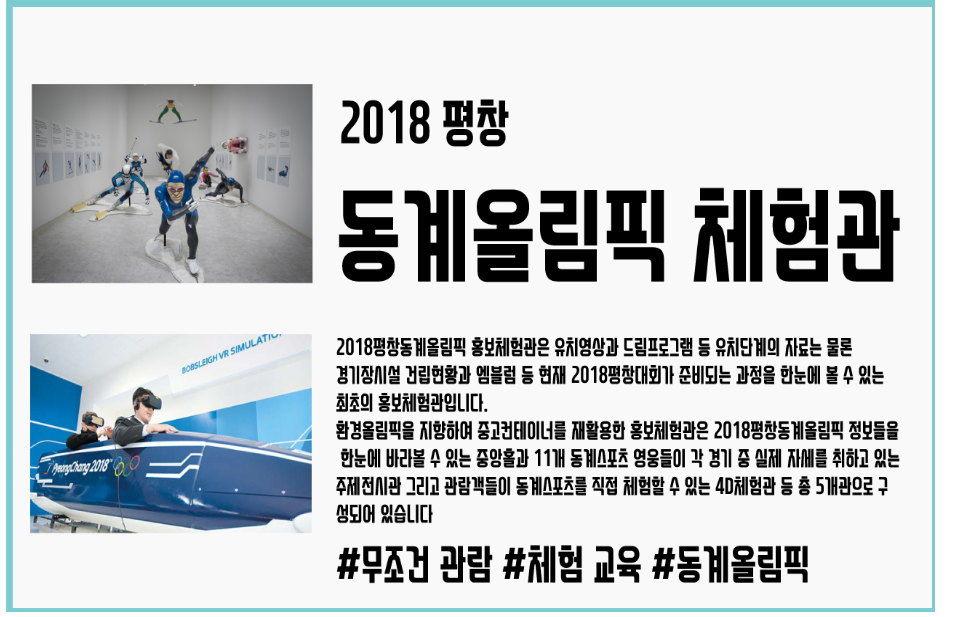 2018 평창
동계올림픽 체험관
BOBSLEIGH VR SIMULATIO
PyeongChang 2018
2018평창동계올림픽 홍보체험관은 유치영상과 드림프로그램 등 유치단계의 자료는 물론
경기장시설 건립현황과 엠블럼 등 현재 2018평창대회가 준비되는 과정을 한눈에 볼 수 있는
최초의 홍보체험관입니다.
환경올림픽을 지향하여 중고컨테이너를 재활용한 홍보체험관은 2018평창동계올림픽 정보들을
한눈에 바라볼 수 있는 중앙홀과 11개 동계스포츠 영웅들이 각 경기 중 실제 자세를 취하고 있는
주제전시관 그리고 관람객들이 동계스포츠를 직접 체험할 수 있는 4D체험관 등 총 5개관으로 구
성되어 있습니다
#무조건 관람 #체험 교육 #동계올림픽